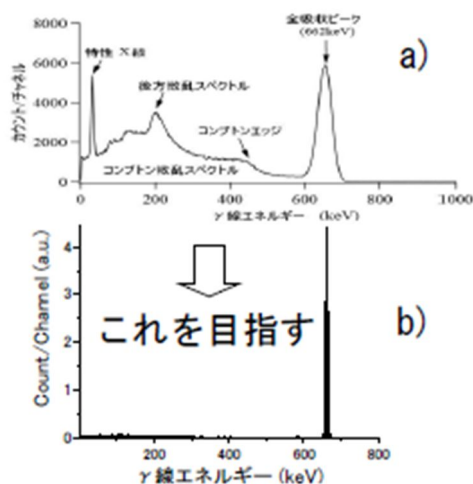 全吸収ピーク
(662keV)
a)
特性 X 線
後方散乱スペクトル
コンプトンエッジ
コンプトン散乱スペクトル
カウント/チャネル
8000
6000
4000
2000
0
0
200
400
600
800
1000
γ 線エネルギー (keV)
b)
これを目指す
Count/Channel (a.u.)
4
3
2
1
0
200
400
600
800
γ 線エネルギー (keV)